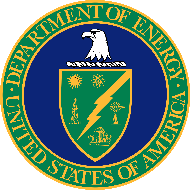 DEPARTMENT OF ENERGY
UNITED STATES OF AMERICA